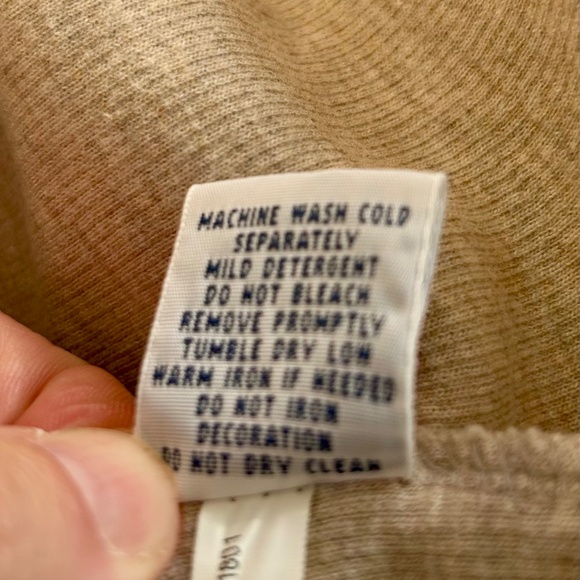 MACHINE WASH COLD
SEPARATELY
MILD DETERGENT
DO NOT BLEACH
REMOVE PROMPTLY
TUMBLE DRY LOW
WARM IRON IF NEEDED
DO NOT IRON
DECORATION
DO NOT DRY CLEAN
1801